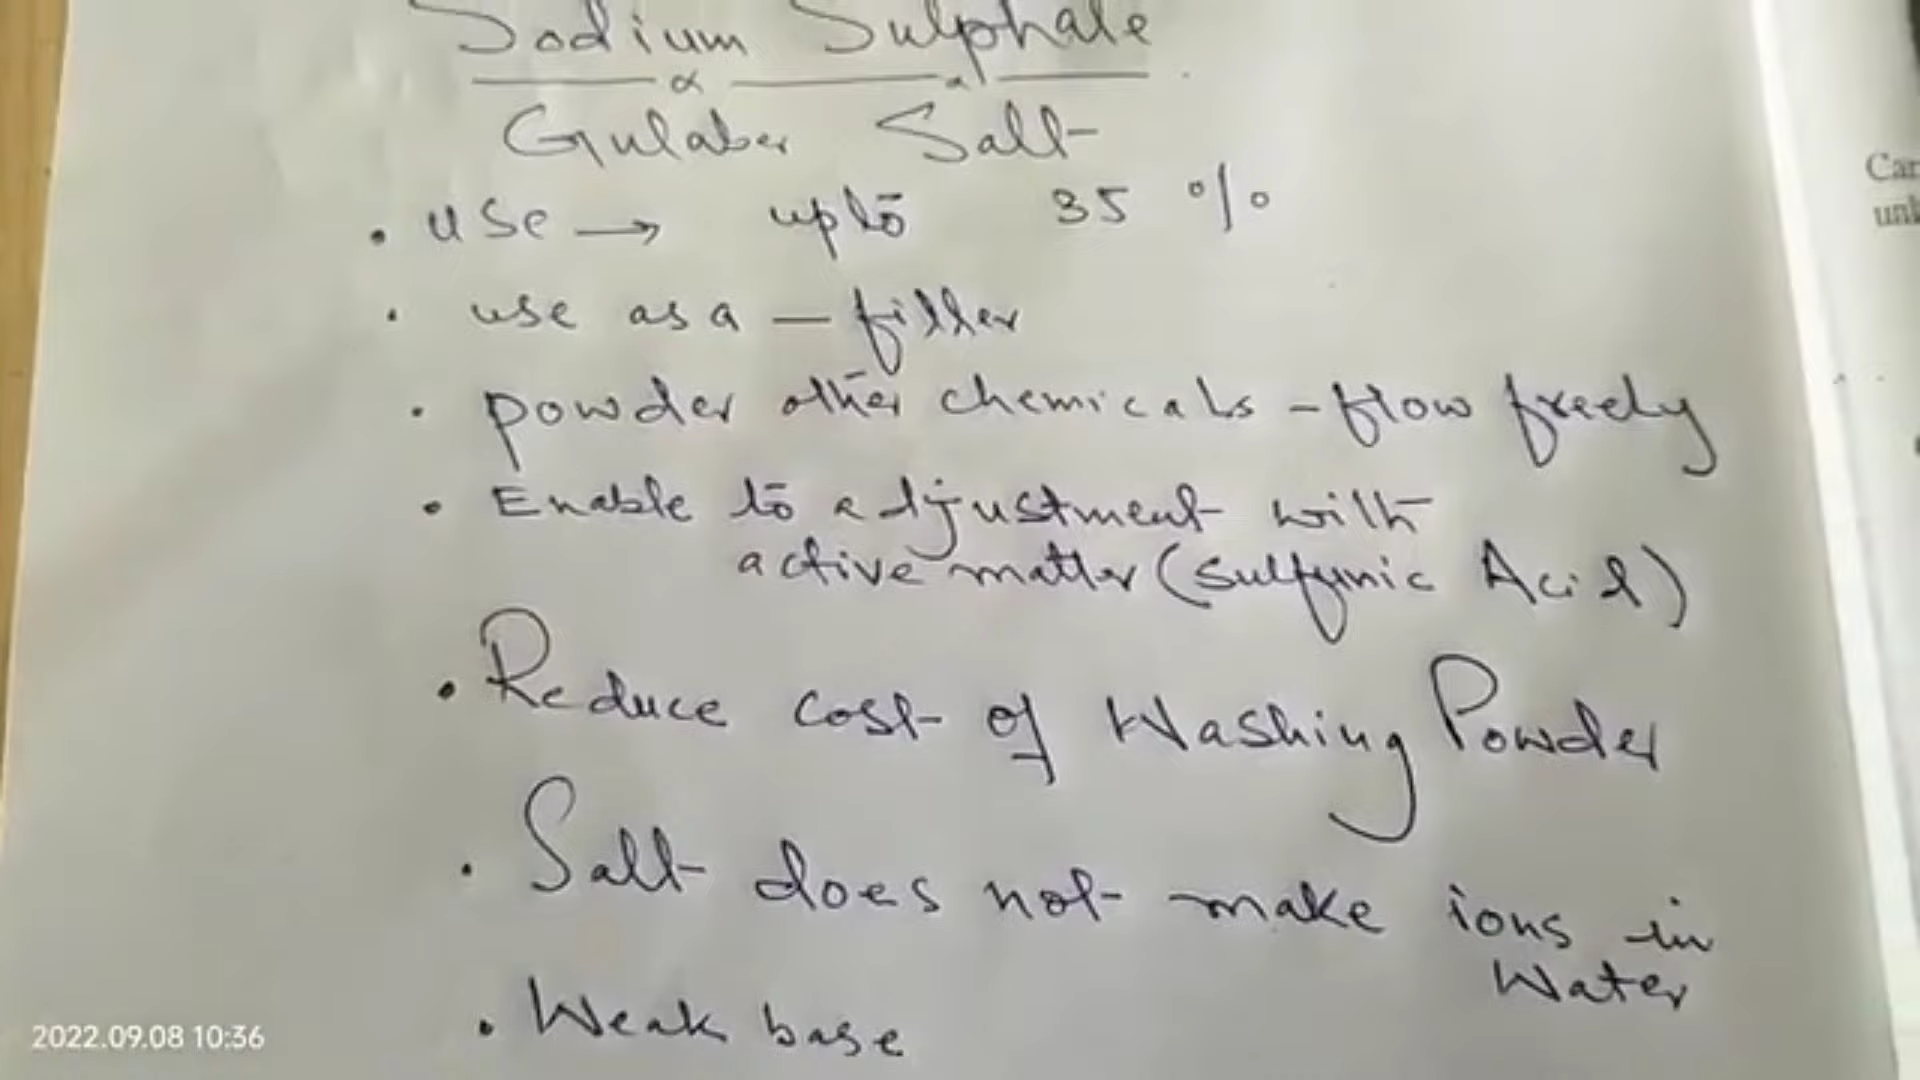 Sodium Sulphate
Gulaber Salt
• use → upto 35 %
• use as a — filler
• powder other chemicals - flow freely
• Enable to adjustment with
active matter (sulfunic Acid)
• Reduce cost of Washing Powder
• Salt does not make ions in
Water
• Weak base
2022.09.08 10:36
Car